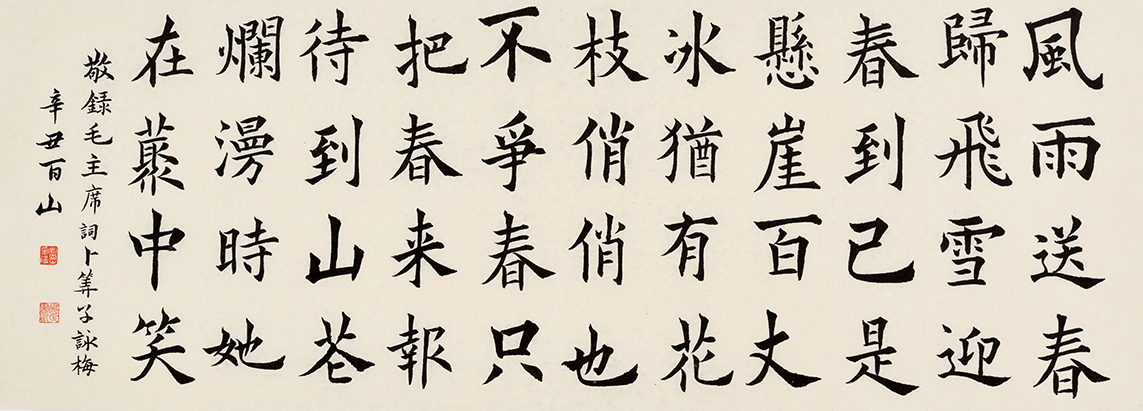 風雨送春
歸飛雪迎
春到已是
懸崖百丈
冰猶有花
枝俏俏也
不爭春只
把春来報
待到山花
爛漫時她
在藂中笑
敬録毛主席詞卜筭子詠梅
辛丑百山